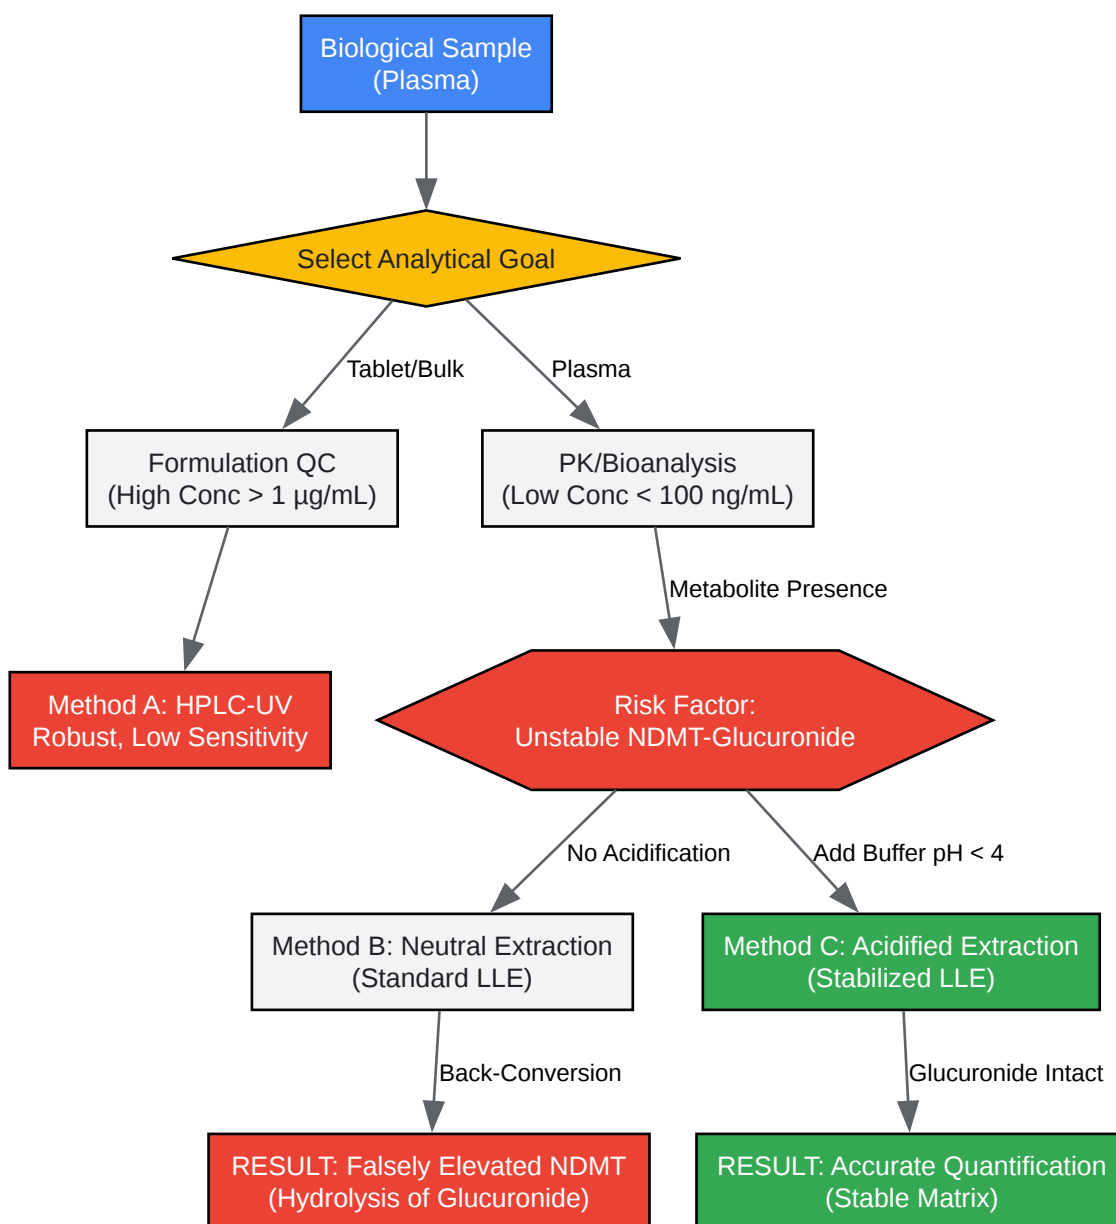 Biological Sample
(Plasma)
Select Analytical Goal
Tablet/Bulk
Plasma
Formulation QC
(High Conc > 1 µg/mL)
PK/Bioanalysis
(Low Conc < 100 ng/mL)
Metabolite Presence
Method A: HPLC-UV
Robust, Low Sensitivity
Risk Factor:
Unstable NDMT-Glucuronide
No Acidification
Add Buffer pH < 4
Method B: Neutral Extraction
(Standard LLE)
Method C: Acidified Extraction
(Stabilized LLE)
Back-Conversion
Glucuronide Intact
RESULT: Falsely Elevated NDMT
(Hydrolysis of Glucuronide)
RESULT: Accurate Quantification
(Stable Matrix)